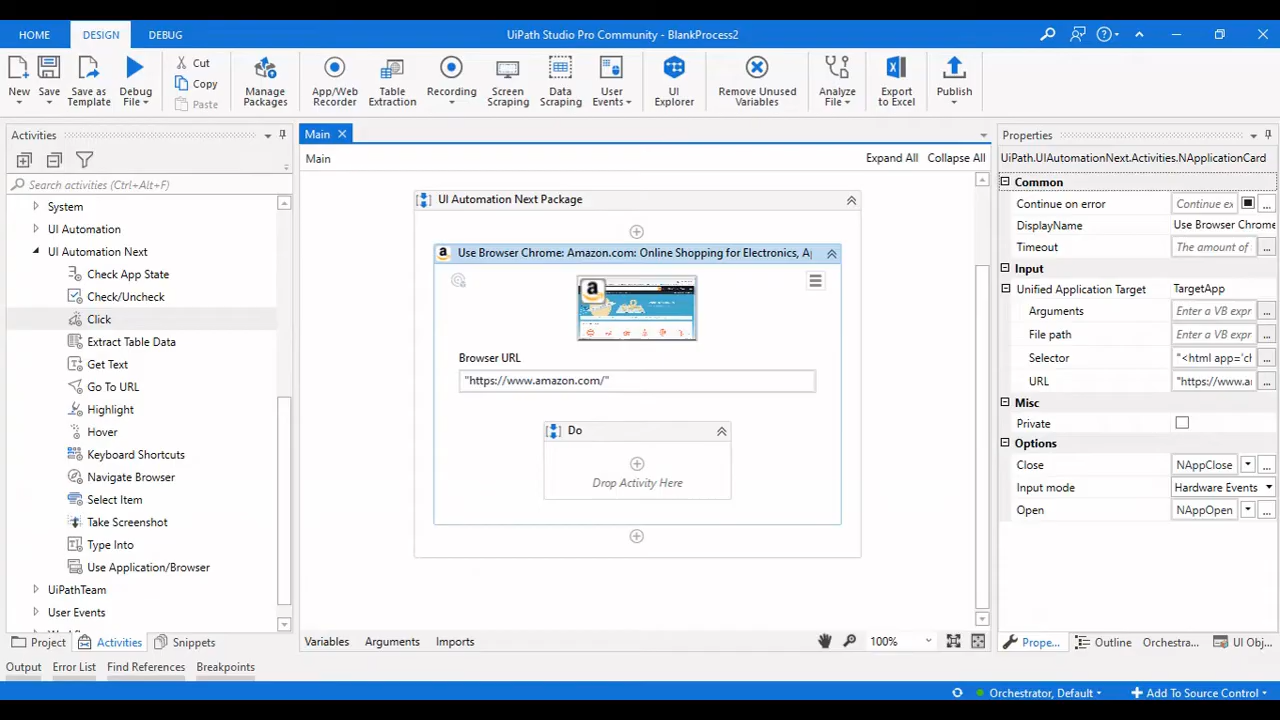 HOME DESIGN DEBUG UiPath Studio Pro Community - BlankProcess2
New Save Save as Template Debug File Cut Copy Paste Manage Packages App/Web Recorder Table Extraction Recording Screen Scraping Data Scraping User Events UI Explorer Remove Unused Variables Analyze File Export to Excel Publish
Activities
Search activities (Ctrl+Alt+F)
System
UI Automation
UI Automation Next
Check App State
Check/Uncheck
Click
Extract Table Data
Get Text
Go To URL
Highlight
Hover
Keyboard Shortcuts
Navigate Browser
Select Item
Take Screenshot
Type Into
Use Application/Browser
UiPathTeam
User Events
Project Activities Snippets
Main
Main Expand All Collapse All
UI Automation Next Package
Use Browser Chrome: Amazon.com: Online Shopping for Electronics, A
Browser URL
"https://www.amazon.com/"
Do
Drop Activity Here
Variables Arguments Imports 100%
Properties
UiPath.UIAutomationNext.Activities.NApplicationCard
Common
Continue on error Continue ex ...
DisplayName Use Browser Chrome
Timeout The amount of ...
Input
Unified Application Target TargetApp
Arguments Enter a VB expr ...
File path Enter a VB expr ...
Selector "<html app='cl ...
URL "https://www.ar ...
Misc
Private
Options
Close NAppClose ...
Input mode Hardware Events
Open NAppOpen ...
Prope... Outline Orchestra... UI Obj...
Output Error List Find References Breakpoints
Orchestrator, Default Add To Source Control